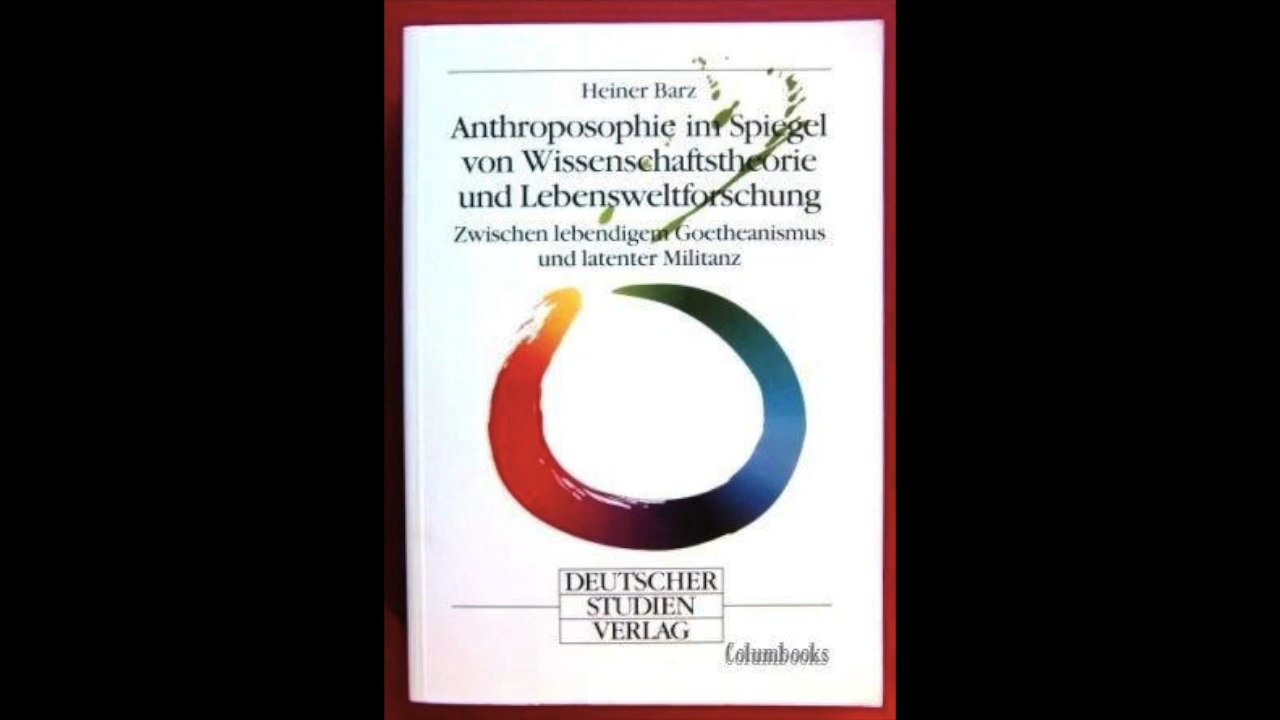 Heiner Barz
Anthroposophie im Spiegel
von Wissenschaftstheorie
und Lebensweltforschung
Zwischen lebendigem Goetheanismus
und latenter Militanz
DEUTSCHER
STUDIEN
VERLAG
Columbooks